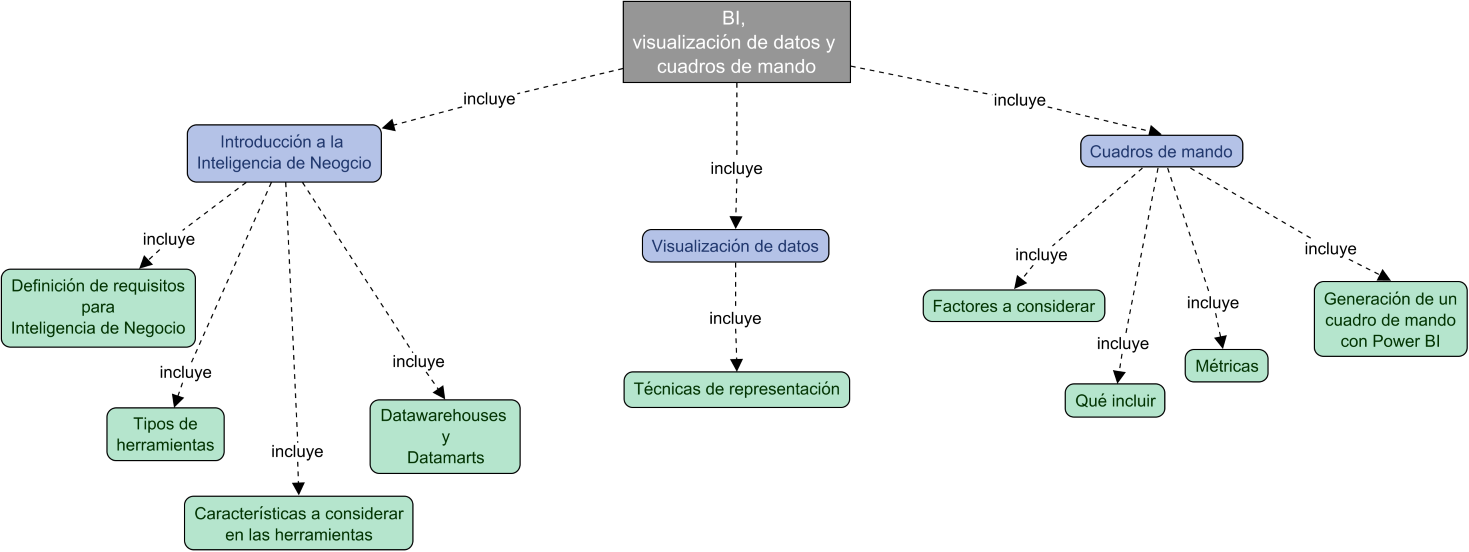 BI,
visualización de datos y
cuadros de mando
incluye
incluye
incluye
Introducción a la
Inteligencia de Neogcio
Cuadros de mando
Visualización de datos
incluye
incluye
incluye
incluye
Definición de requisitos
para
Inteligencia de Negocio
Tipos de
herramientas
Características a considerar
en las herramientas
Datawarehouses
y
Datamarts
incluye
Técnicas de representación
incluye
incluye
incluye
incluye
Factores a considerar
Qué incluir
Métricas
Generación de un
cuadro de mando
con Power BI